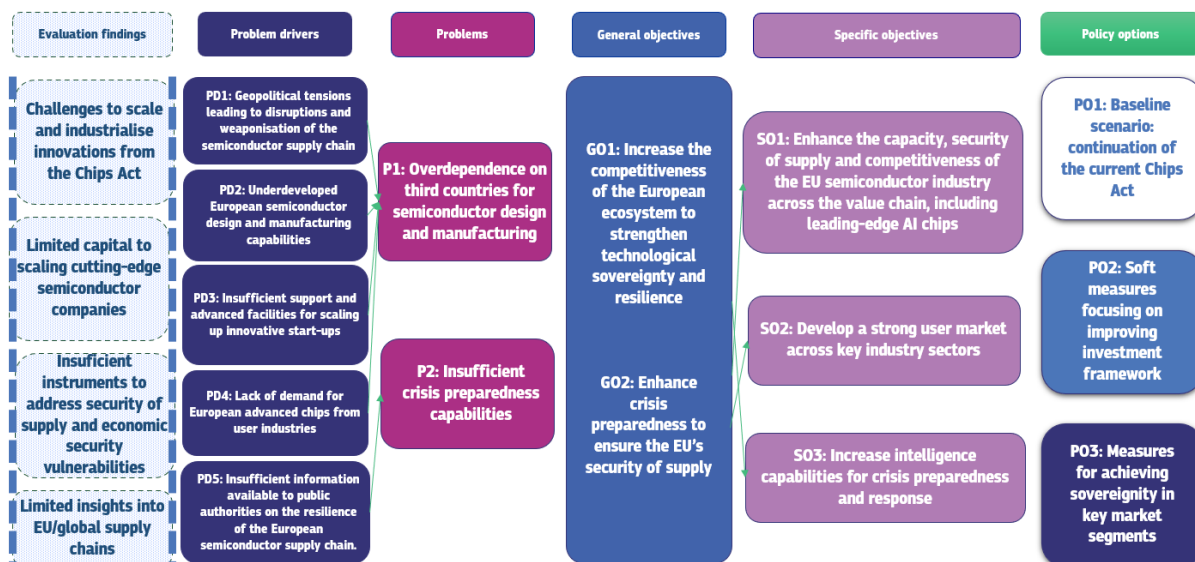 Evaluation findings
Problem drivers
Problems
General objectives
Specific objectives
Policy options
Challenges to scale
and industrialise
innovations from
the Chips Act
Limited capital to
scaling cutting-edge
semiconductor
companies
Insuficient
instruments to
address security of
supply and economic
security
vulnerabilities
Limited insights into
EU/global supply
chains
PD1: Geopolitical tensions
leading to disruptions and
weaponisation of the
semiconductor supply chain
PD2: Underdeveloped
European semiconductor
design and manufacturing
capabilities
PD3: Insufficient support and
advanced facilities for scaling
up innovative start-ups
PD4: Lack of demand for
European advanced chips from
user industries
PD5: Insufficient information
available to public
authorities on the resilience
of the European
semiconductor supply chain.
P1: Overdependence on
third countries for
semiconductor design
and manufacturing
P2: Insufficient
crisis preparedness
capabilities
GO1: Increase the
competitiveness
of the European
ecosystem to
strengthen
technological
sovereignty and
resilience
GO2: Enhance
crisis
preparedness to
ensure the EU's
security of supply
SO1: Enhance the capacity, security
of supply and competitiveness of
the EU semiconductor industry
across the value chain, including
leading-edge AI chips
SO2: Develop a strong user market
across key industry sectors
SO3: Increase intelligence
capabilities for crisis preparedness
and response
PO1: Baseline
scenario:
continuation of
the current Chips
Act
PO2: Soft
measures
focusing on
improving
investment
framework
PO3: Measures
for achieving
sovereignity in
key market
segments